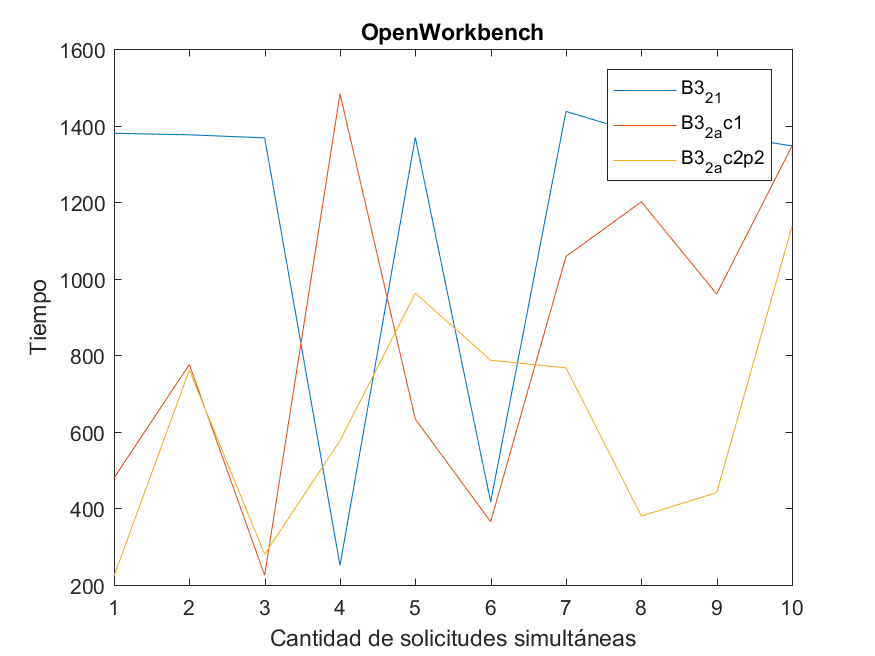 OpenWorkbench
1600
1400
1200
1000
800
600
400
200
Tiempo
B3₂₁
B3₂ₐc1
B3₂ₐc2p2
1 2 3 4 5 6 7 8 9 10
Cantidad de solicitudes simultáneas